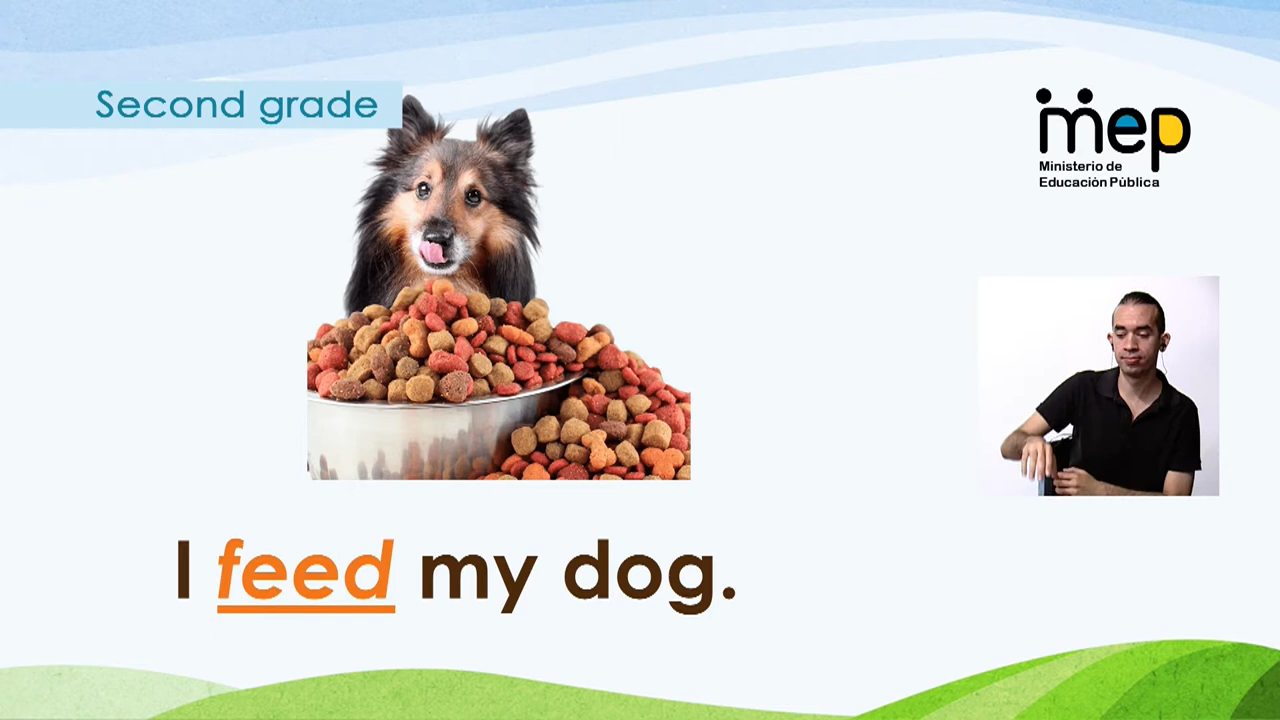 Second grade
mep
Ministerio de
Educación Pública
I feed my dog.